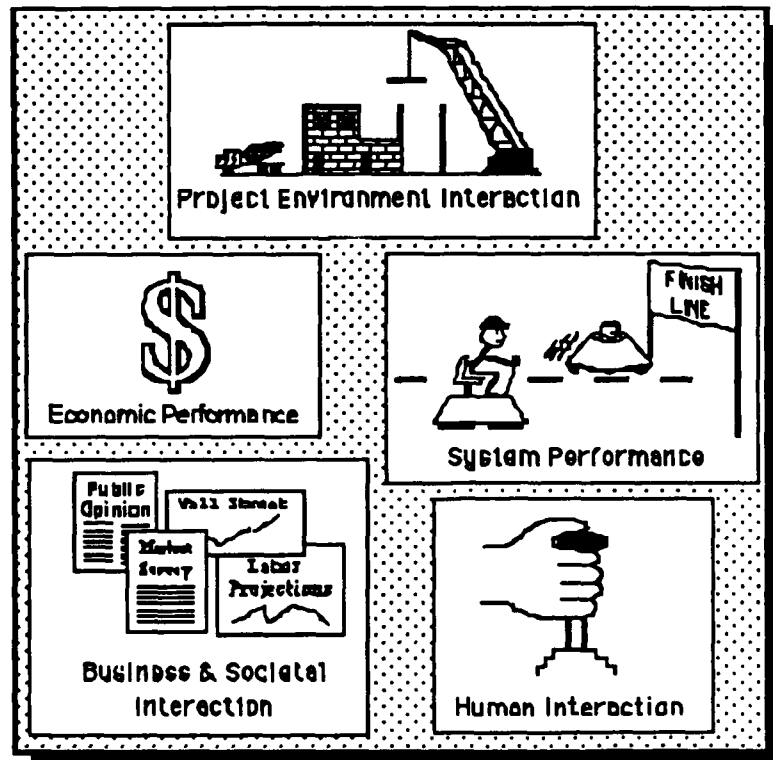 Project Environment Interaction
$
Economic Performance
FINISH
LINE
System Performance
Public
Opinion
Wall Street
Market
Survey
Labor
Projections
Business & Societal
Interaction
Human Interaction